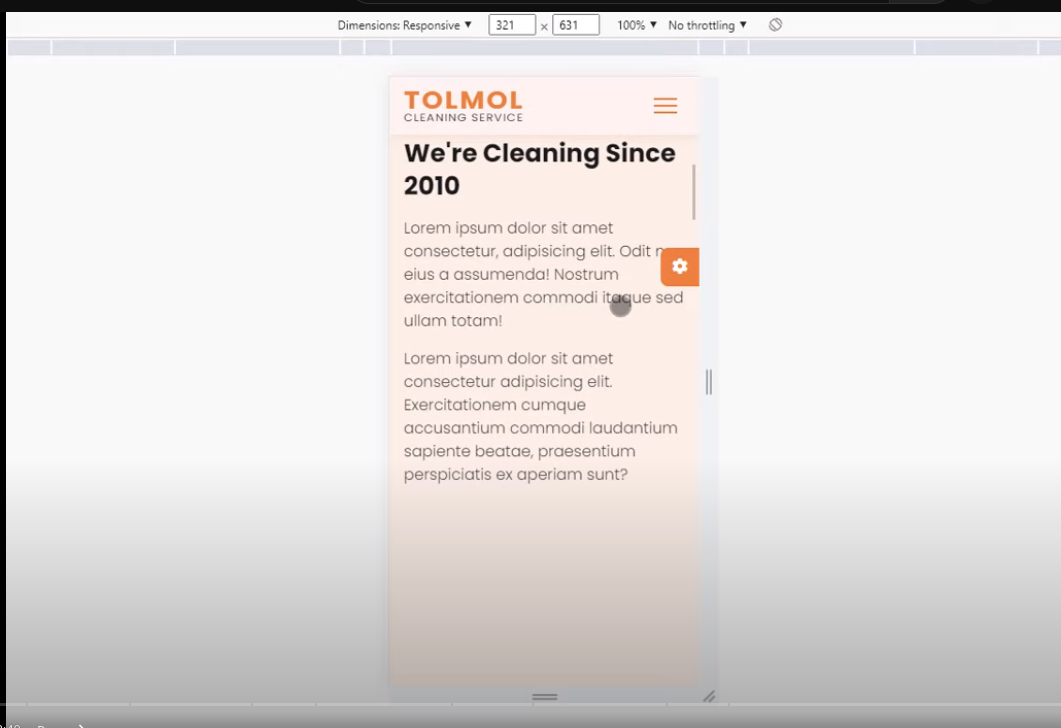 Dimensions: Responsive ▼ 321 × 631 100% ▼ No throttling ▼
TOLMOL
CLEANING SERVICE
We're Cleaning Since
2010
Lorem ipsum dolor sit amet
consectetur, adipisicing elit. Odit
eius a assumenda! Nostrum
exercitationem commodi itaque sed
ullam totam!
Lorem ipsum dolor sit amet
consectetur adipisicing elit.
Exercitationem cumque
accusantium commodi laudantium
sapiente beatae, praesentium
perspiciatis ex aperiam sunt?